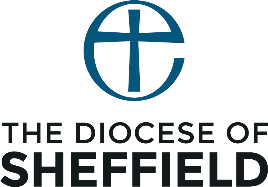 THE DIOCESE OF
SHEFFIELD